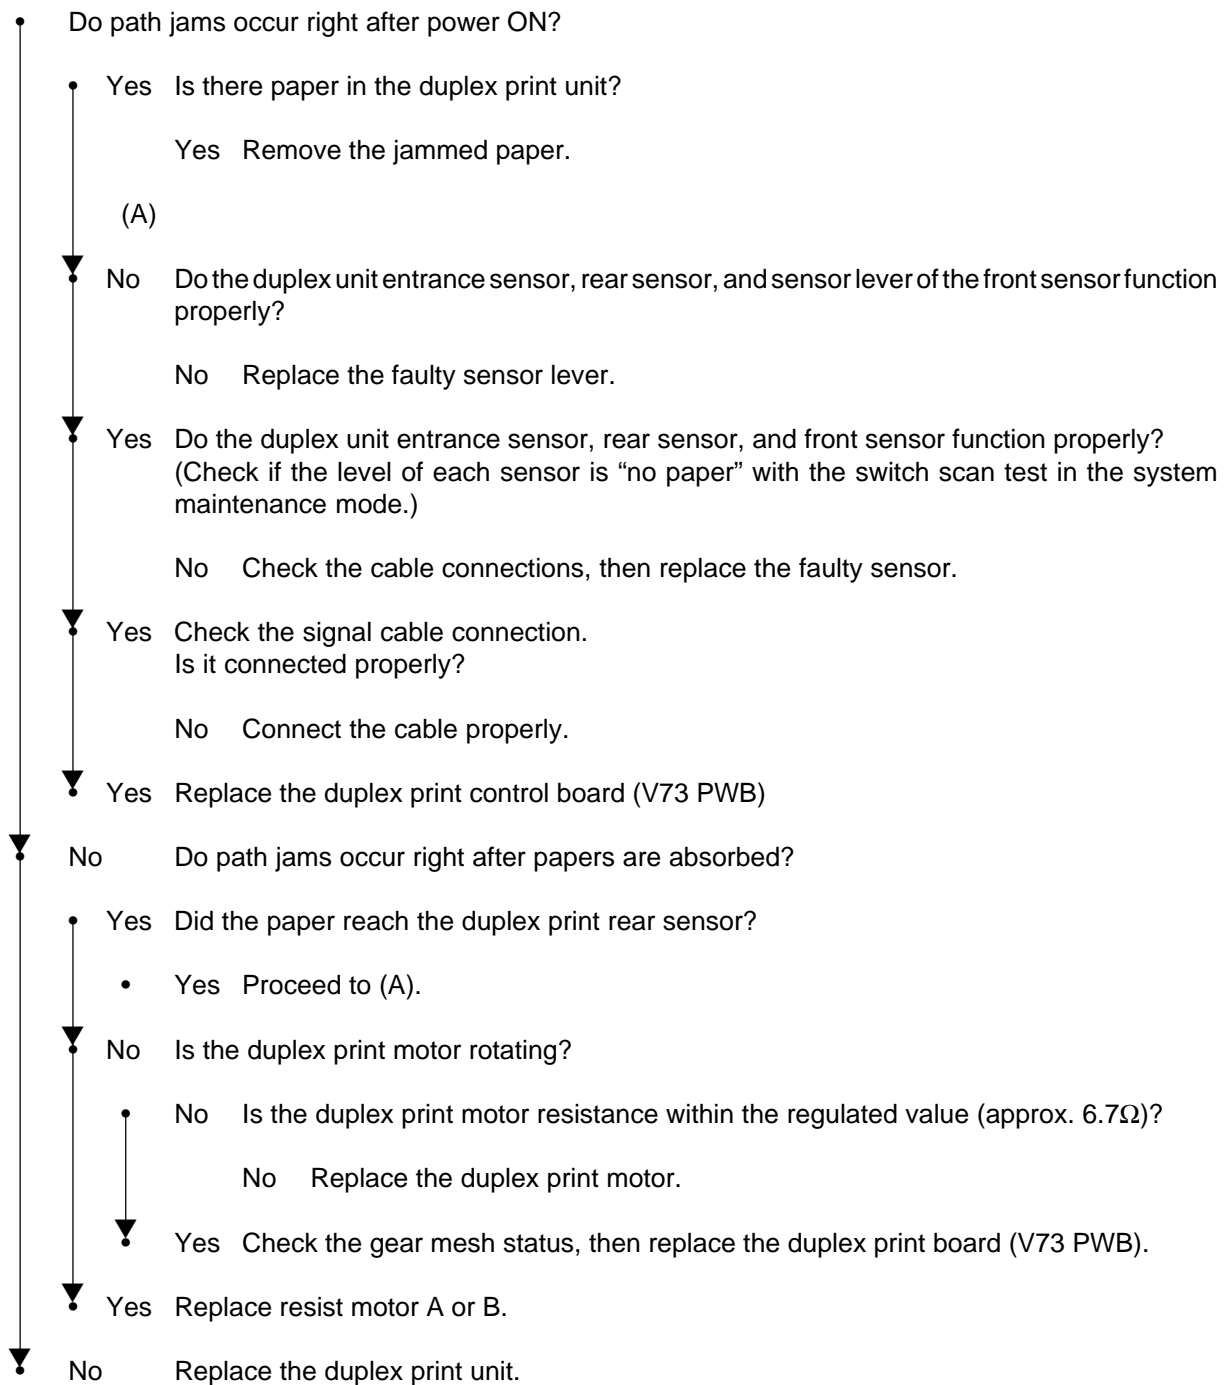 Do path jams occur right after power ON?
Yes Is there paper in the duplex print unit?
Yes Remove the jammed paper.
(A)
No Do the duplex unit entrance sensor, rear sensor, and sensor lever of the front sensor function
properly?
No Replace the faulty sensor lever.
Yes Do the duplex unit entrance sensor, rear sensor, and front sensor function properly?
(Check if the level of each sensor is “no paper” with the switch scan test in the system
maintenance mode.)
No Check the cable connections, then replace the faulty sensor.
Yes Check the signal cable connection.
Is it connected properly?
No Connect the cable properly.
Yes Replace the duplex print control board (V73 PWB)
No Do path jams occur right after papers are absorbed?
Yes Did the paper reach the duplex print rear sensor?
• Yes Proceed to (A).
No Is the duplex print motor rotating?
No Is the duplex print motor resistance within the regulated value (approx. 6.7Ω)?
No Replace the duplex print motor.
Yes Check the gear mesh status, then replace the duplex print board (V73 PWB).
Yes Replace resist motor A or B.
No Replace the duplex print unit.